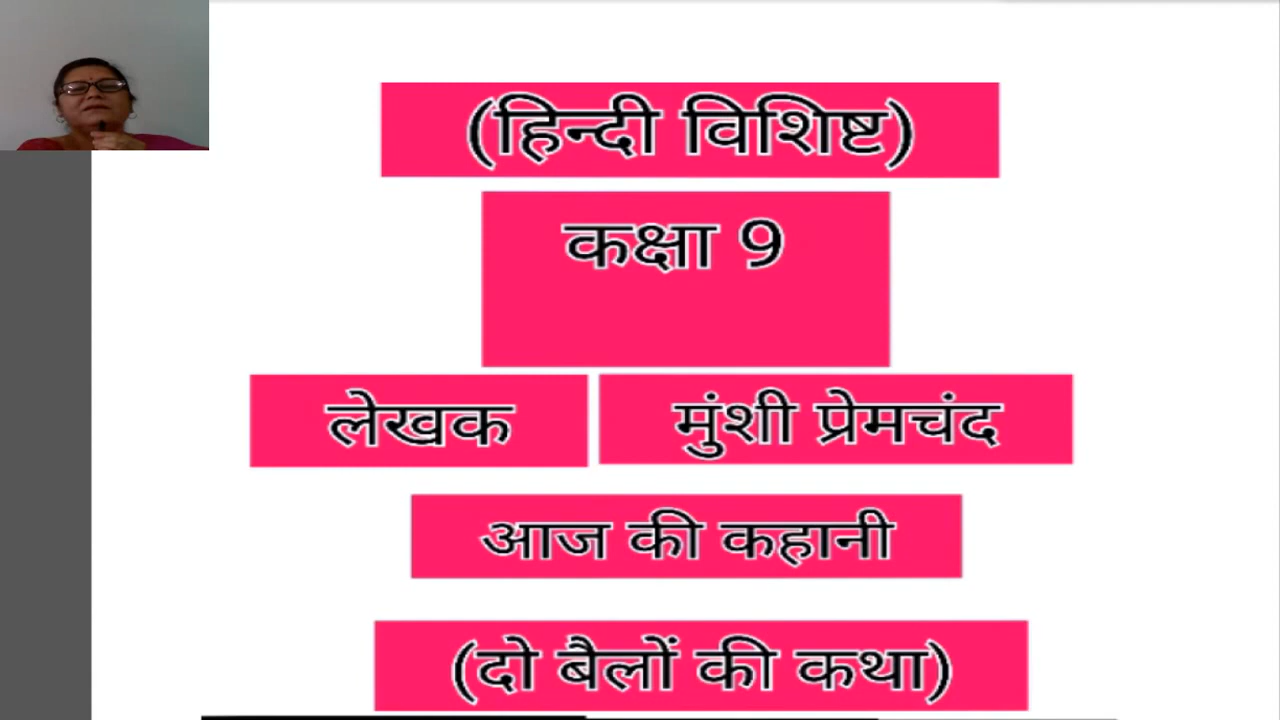 (हिन्दी विशिष्ट)
कक्षा 9
लेखक मुंशी प्रेमचंद
आज की कहानी
(दो बैलों की कथा)